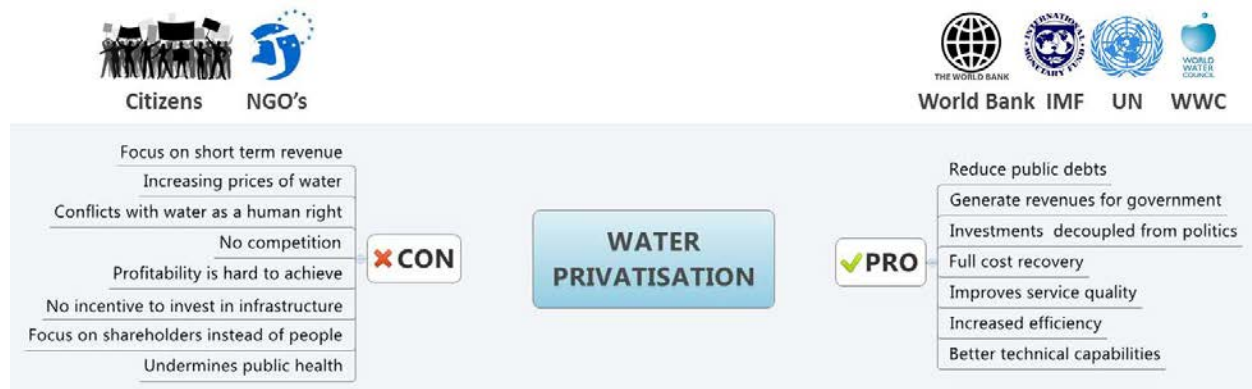 THE WORLD BANK
INTERNATIONAL MONETARY FUND
WORLD
WATER
COUNCIL
Citizens
NGO's
World Bank
IMF
UN
WWC
Focus on short term revenue
Increasing prices of water
Conflicts with water as a human right
No competition
Profitability is hard to achieve
No incentive to invest in infrastructure
Focus on shareholders instead of people
Undermines public health
CON
WATER
PRIVATISATION
PRO
Reduce public debts
Generate revenues for government
Investments decoupled from politics
Full cost recovery
Improves service quality
Increased efficiency
Better technical capabilities